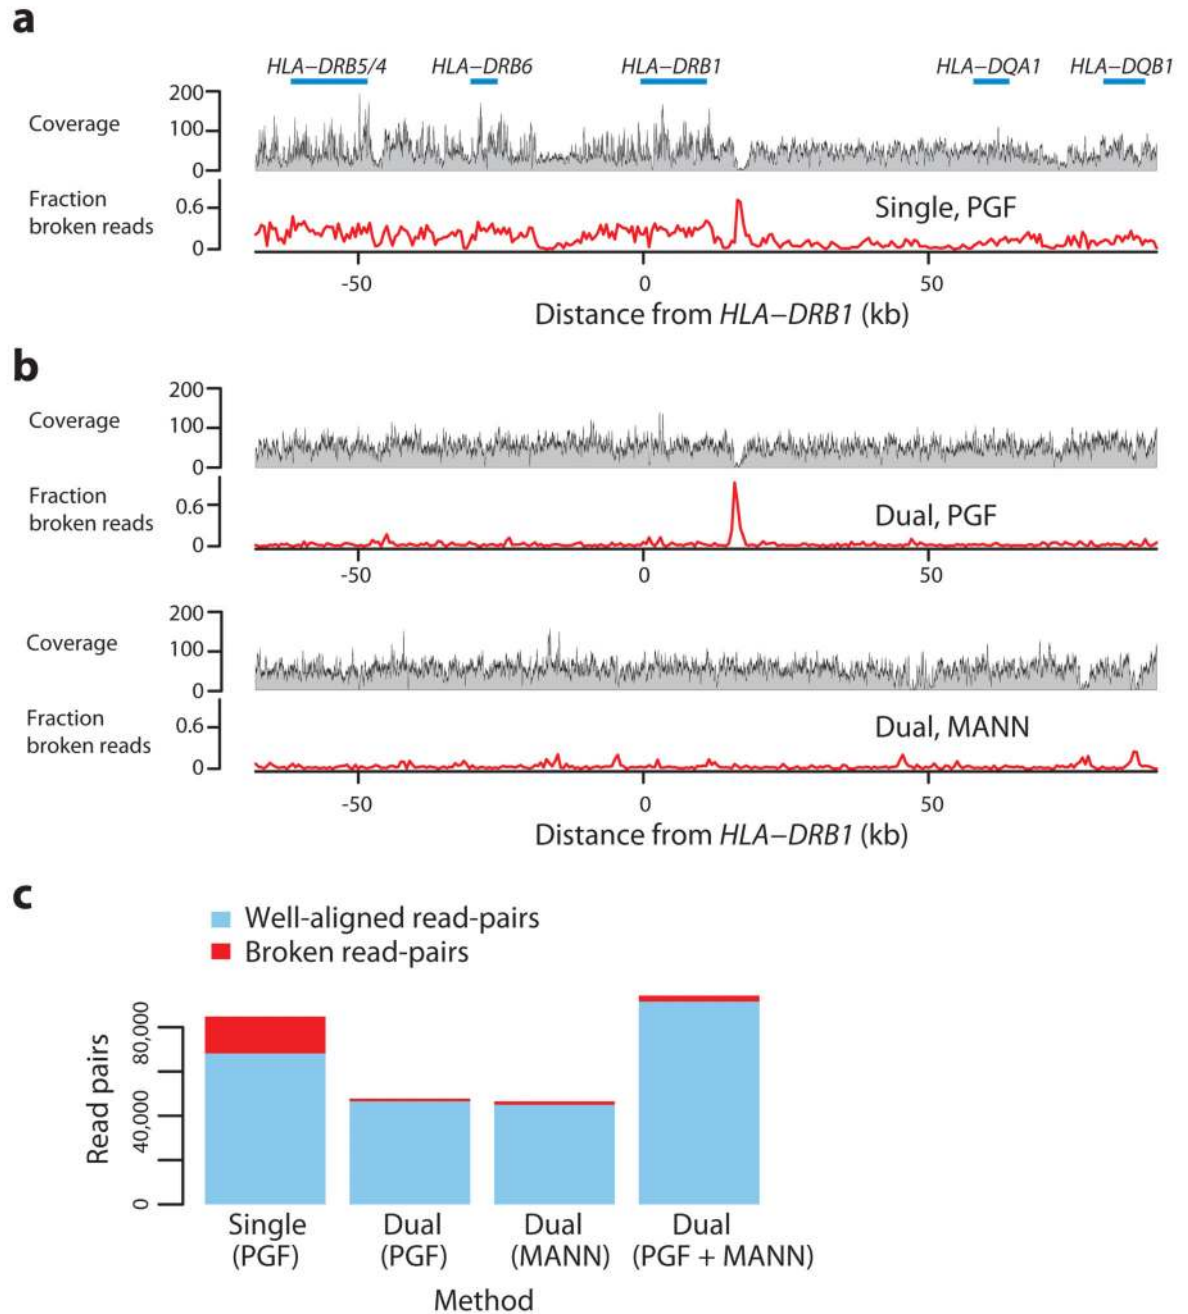 a
HLA–DRB5/4 HLA–DRB6 HLA–DRB1 HLA–DQA1 HLA–DQB1
200
Coverage 100
0
Fraction
broken reads
0.6
0
Single, PGF
-50 0 50
Distance from HLA–DRB1 (kb)
b
200
Coverage 100
0
Fraction
broken reads
0.6
0
Dual, PGF
-50 0 50
200
Coverage 100
0
Fraction
broken reads
0.6
0
Dual, MANN
-50 0 50
Distance from HLA–DRB1 (kb)
c
Well-aligned read-pairs
Broken read-pairs
Read pairs
80,000
40,000
0
Single Dual Dual Dual
(PGF) (PGF) (MANN) (PGF + MANN)
Method